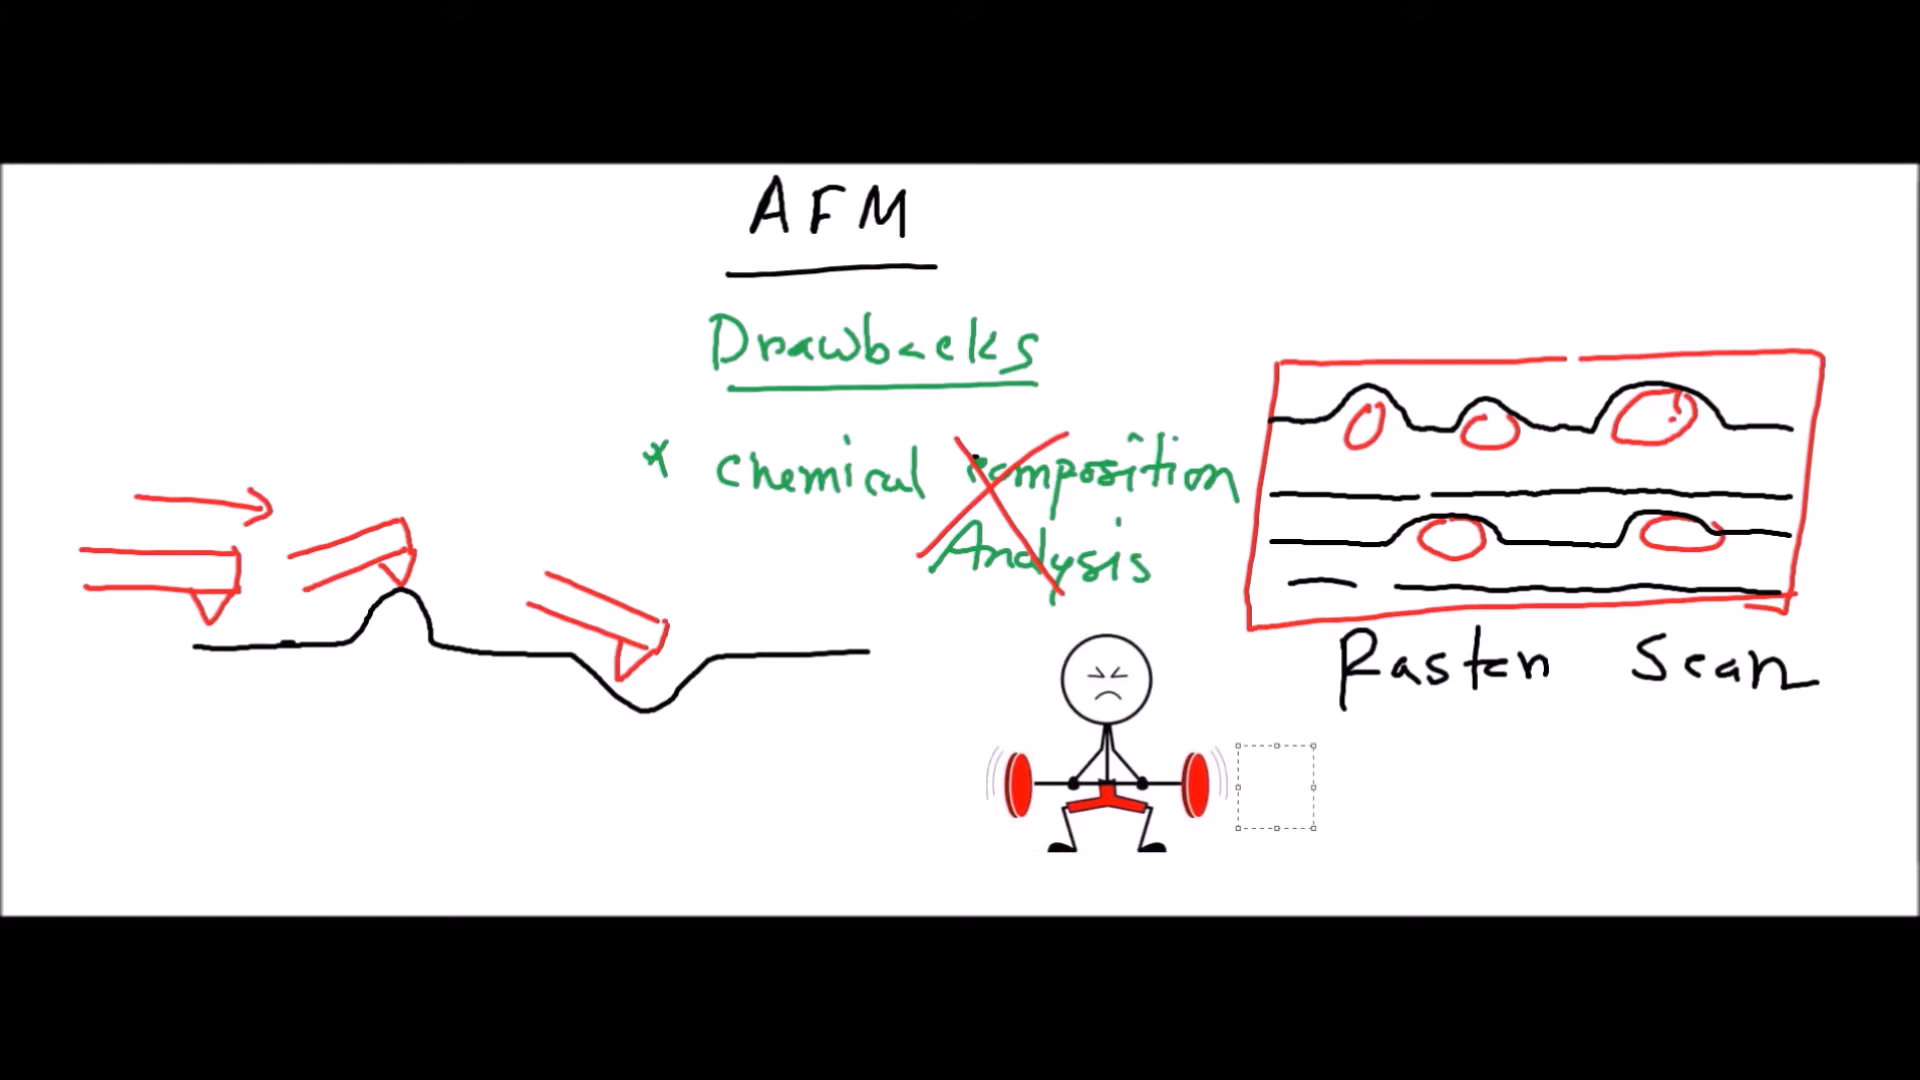 AFM
Drawbacks
* chemical composition
Analysis
Raster Scan